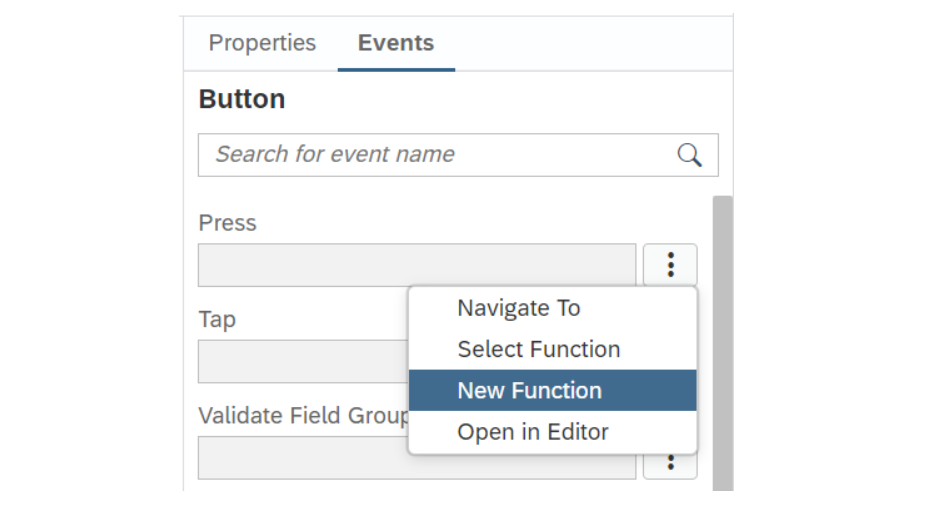 Properties Events
Button
Search for event name
Press
Navigate To
Tap
Select Function
New Function
Validate Field Group
Open in Editor